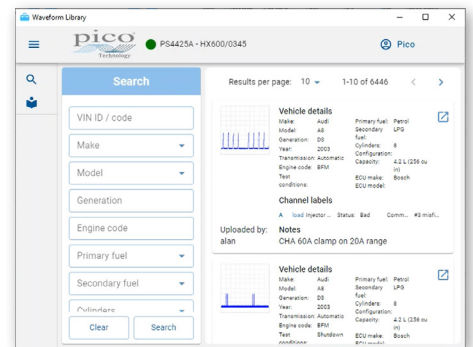 Waveform Library
pico
Technology
PS4425A - HX600/0345
Pico
Search
VIN ID / code
Make
Model
Generation
Engine code
Primary fuel
Secondary fuel
Cylinders
Clear
Search
Results per page: 10
1-10 of 6446
Vehicle details
Make: Audi
Model: A8
Generation: D3
Year: 2003
Transmission: Automatic
Engine code: BFM
Test conditions:
Primary fuel: Petrol
Secondary fuel: LPG
Cylinders: 8
Configuration:
Capacity: 4.2 L (256 cu in)
ECU make: Bosch
ECU model:
Channel labels
A load injector ... Status: Bad Comm... #3 misfi...
Uploaded by: alan
Notes
CHA 60A clamp on 20A range
Vehicle details
Make: Audi
Model: A8
Generation: D3
Year: 2003
Transmission: Automatic
Engine code: BFM
Test conditions: Shutdown
Primary fuel: Petrol
Secondary fuel: LPG
Cylinders: 8
Configuration:
Capacity: 4.2 L (256 cu in)
ECU make: Bosch
ECU model: